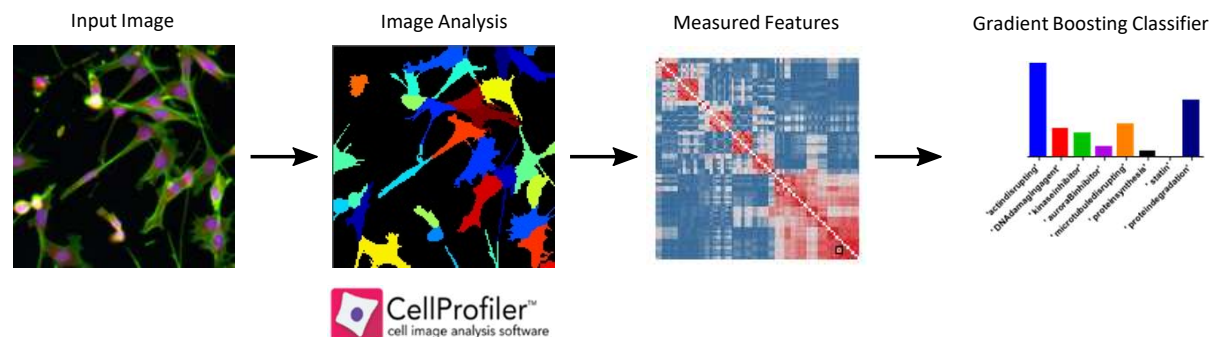 Input Image
Image Analysis
Measured Features
Gradient Boosting Classifier
'actindisrupting'
'DNAdamagingagent'
'kinaseinhibitor'
'auroraBinhibitor'
'microtubuledisrupting'
'proteinsynthesis'
'statin'
'proteindegradation'
CellProfiler™
cell image analysis software